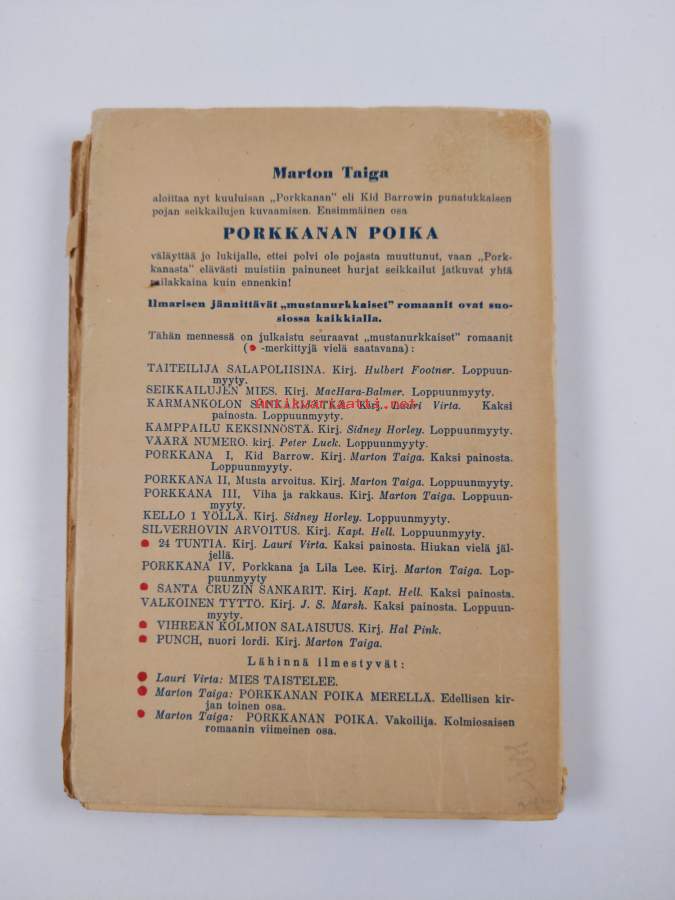 Marton Taiga
aloittaa nyt kuuluisan „Porkkanan" eli Kid Barrowin punatukkaisen
pojan seikkailujen kuvaamisen. Ensimmäinen osa
PORKKANAN POIKA
väläyttää jo lukijalle, ettei polvi ole pojasta muuttunut, vaan „Pork-
kanasta" elävästi muistiin painuneet hurjat seikkailut jatkuvat yhtä
railakkaina kuin ennenkin!
Ilmarisen jännittävät „mustanurkkaiset" romaanit ovat suo-
siossa kaikkialla.
Tähän mennessä on julkaistu seuraavat „mustanurkkaiset" romaanit
(● -merkittyjä vielä saatavana):
TAITEILIJA SALAPOLIISINA. Kirj. Hulbert Footner. Loppuun-
myyty.
SEIKKAILUJEN MIES. Kirj. MacHara-Balmer. Loppuunmyyty.
KARMANKOLON SANKARIJÄTKÄ. Kirj. Lauri Virta. Kaksi
painosta. Loppuunmyyty.
Antikvariaatti.net
KAMPPAILU KEKSINNÖSTÄ. Kirj. Sidney Horley. Loppuunmyyty.
VÄÄRÄ NUMERO. kirj. Peter Luck. Loppuunmyyty.
PORKKANA I, Kid Barrow. Kirj. Marton Taiga. Kaksi painosta.
Loppuunmyyty.
PORKKANA II, Musta arvoitus. Kirj. Marton Taiga. Loppuunmyyty.
PORKKANA III, Viha ja rakkaus. Kirj. Marton Taiga. Loppuun-
myyty.
KELLO 1 YÖLLÄ. Kirj. Sidney Horley. Loppuunmyyty.
SILVERHOVIN ARVOITUS. Kirj. Kapt. Hell. Loppuunmyyty.
● 24 TUNTIA. Kirj. Lauri Virta. Kaksi painosta. Hiukan vielä jäl-
jellä.
PORKKANA IV, Porkkana ja Lila Lee. Kirj. Marton Taiga. Lop-
puunmyyty
● SANTA CRUZIN SANKARIT. Kirj. Kapt. Hell. Kaksi painosta.
VALKOINEN TYTTÖ. Kirj. J. S. Marsh. Kaksi painosta. Loppuun-
myyty.
● VIHREÄN KOLMION SALAISUUS. Kirj. Hal Pink.
● PUNCH, nuori lordi. Kirj. Marton Taiga.
Lähinnä ilmestyvät:
● Lauri Virta: MIES TAISTELEE.
● Marton Taiga: PORKKANAN POIKA MERELLÄ. Edellisen kir-
jan toinen osa.
● Marton Taiga: PORKKANAN POIKA. Vakoilija. Kolmiosaisen
romaanin viimeinen osa.